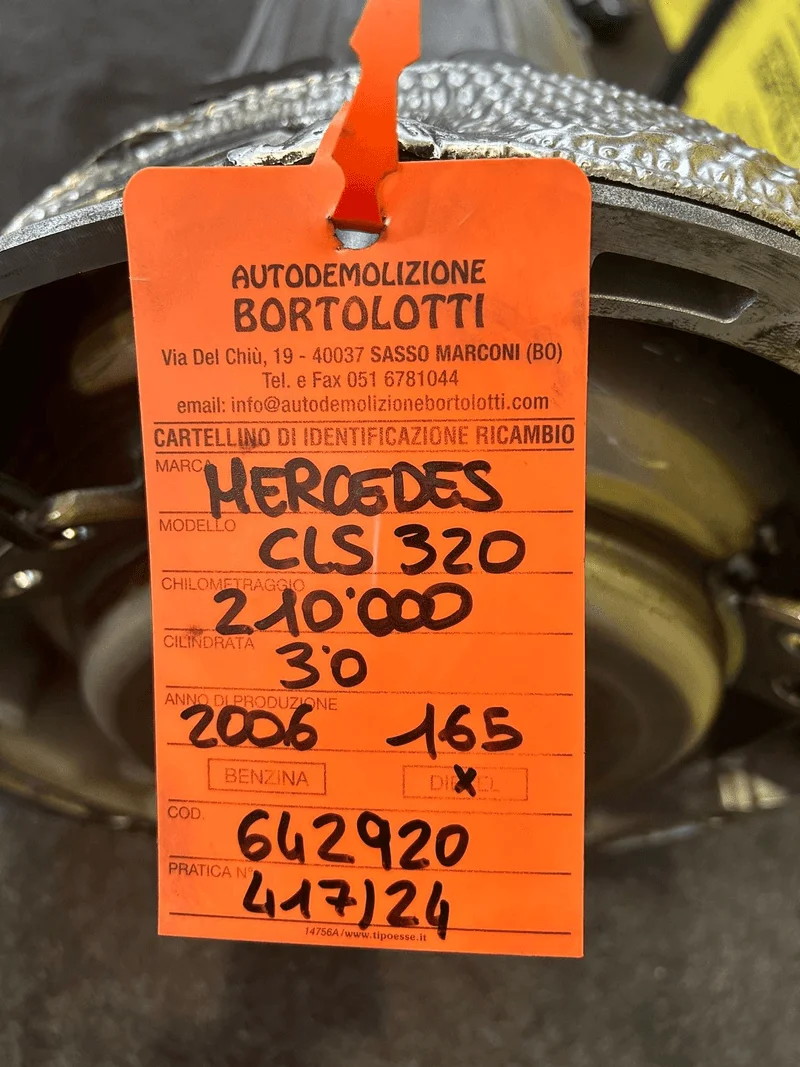 AUTODEMOLIZIONE
BORTOLOTTI
Via Del Chiù, 19 - 40037 SASSO MARCONI (BO)
Tel. e Fax 051 6781044
email: info@autodemolizionebortolotti.com
CARTELLINO DI IDENTIFICAZIONE RICAMBIO
MARCA MERCEDES
MODELLO CLS 320
CHILOMETRAGGIO 210'000
CILINDRATA 3'0
ANNO DI PRODUZIONE
2006 165
BENZINA DIESEL X
COD. 642920
PRATICA N° 417/24
14756A/www.tipoesse.it